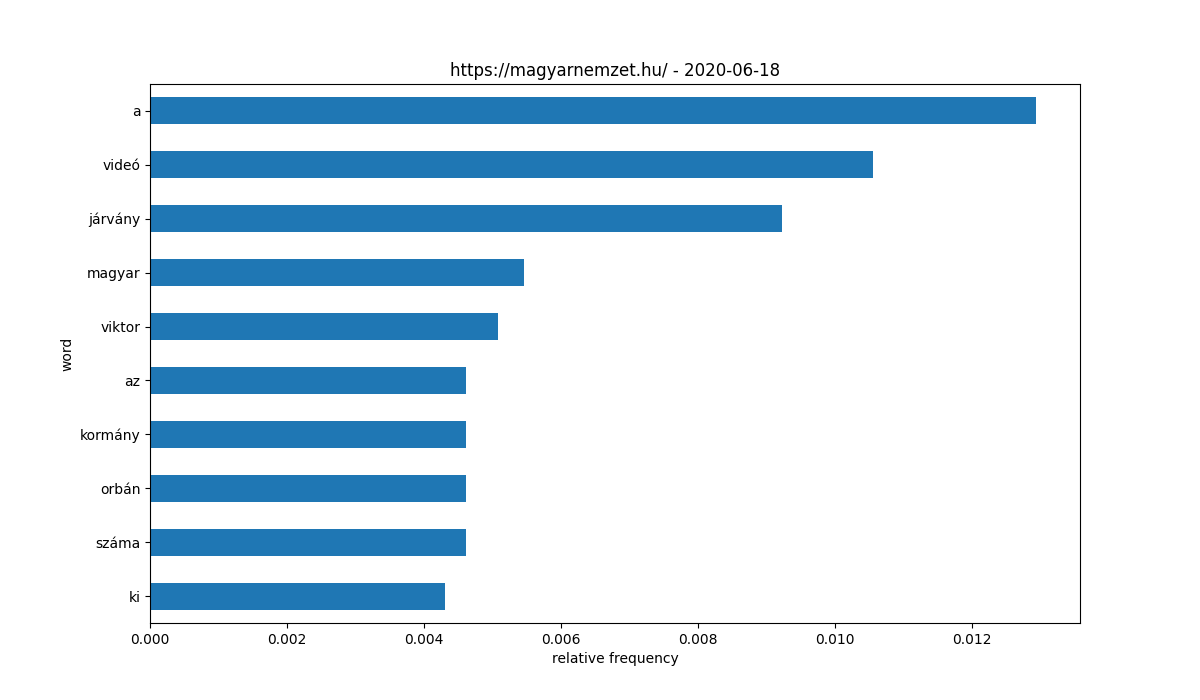 https://magyarnemzet.hu/ - 2020-06-18
a
videó
járvány
magyar
viktor
az
kormány
orbán
száma
ki
word
0.000 0.002 0.004 0.006 0.008 0.010 0.012
relative frequency